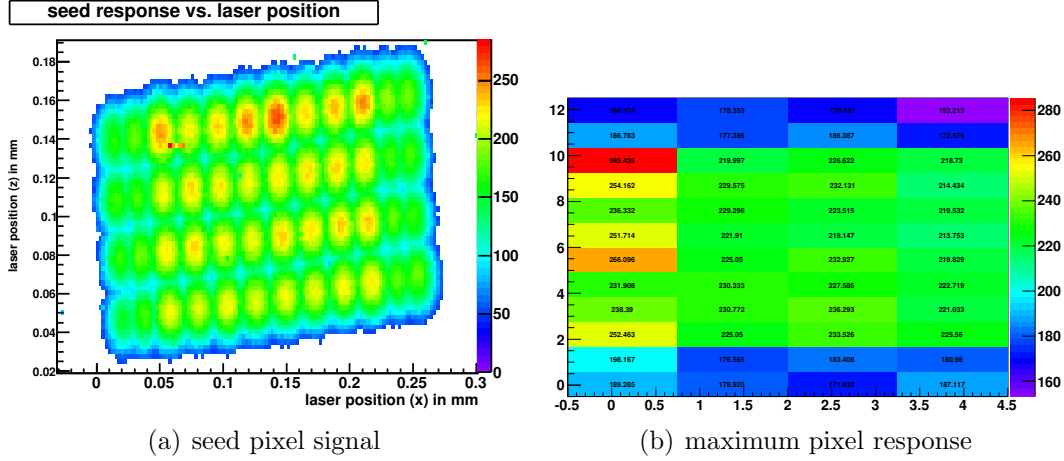 seed response vs. laser position
laser position (z) in mm
0.18
0.16
0.14
0.12
0.1
0.08
0.06
0.04
0.02
0 0.05 0.1 0.15 0.2 0.25 0.3
laser position (x) in mm
250
200
150
100
50
0
(a) seed pixel signal
12
10
8
6
4
2
0
178.353 153.213
186.783 177.396 186.387 172.575
219.997 226.622 218.73
254.162 229.575 232.131 214.434
236.332 229.296 223.515 219.532
251.714 221.91 219.147 213.753
266.096 225.05 232.927 219.829
231.908 230.333 227.585 222.719
238.39 230.772 236.293 221.033
252.463 225.05 233.526 225.56
198.167 176.565 183.408 180.98
189.285 178.925 187.117
-0.5 0 0.5 1 1.5 2 2.5 3 3.5 4 4.5
280
260
240
220
200
180
160
(b) maximum pixel response